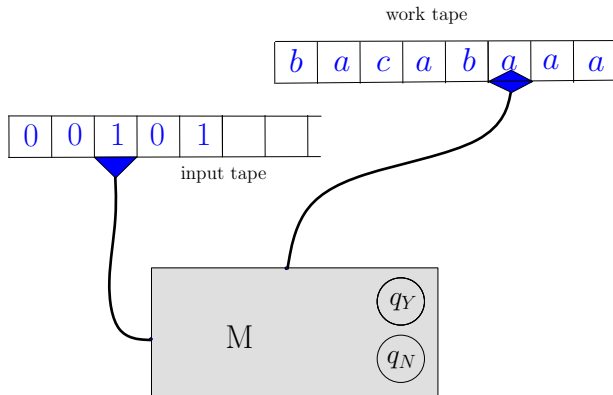 work tape
b a c a b a a a
0 0 1 0 1
input tape
q_Y
M
q_N